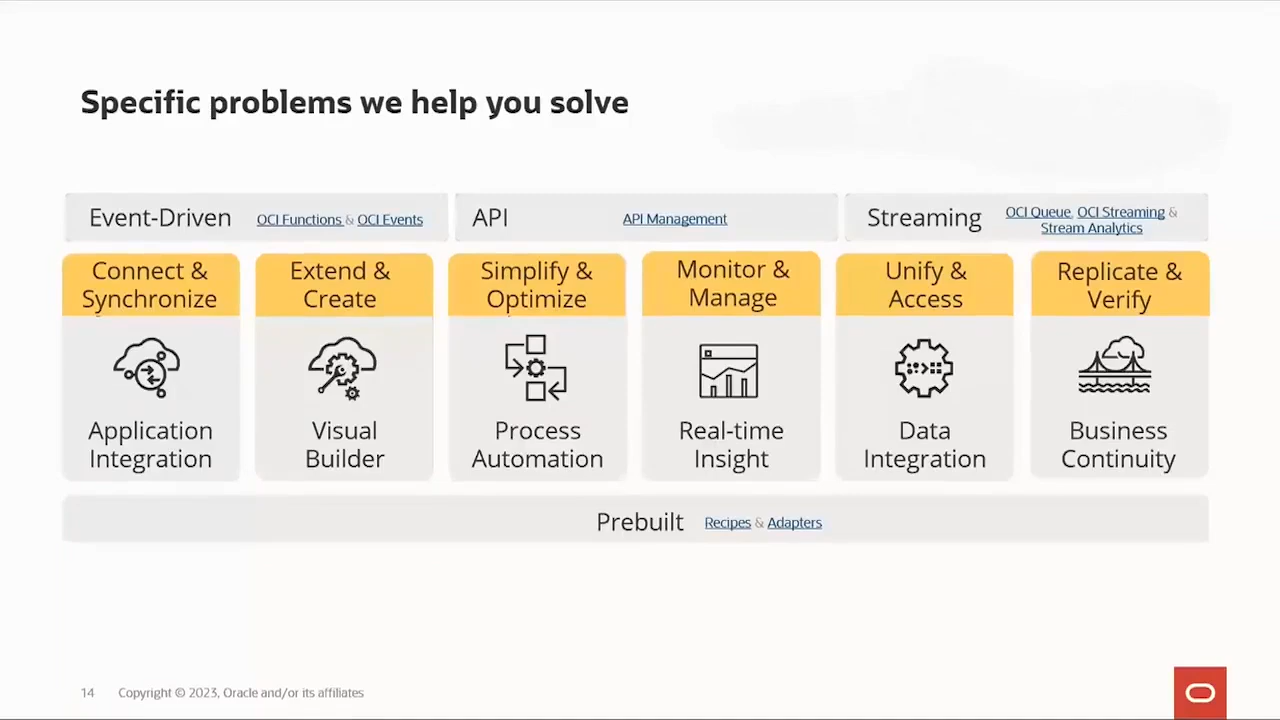 Specific problems we help you solve
Event-Driven OCI Functions & OCI Events
API API Management
Streaming OCI Queue, OCI Streaming &
Stream Analytics
Connect &
Synchronize
Application
Integration
Extend &
Create
Visual
Builder
Simplify &
Optimize
Process
Automation
Monitor &
Manage
Real-time
Insight
Unify &
Access
Data
Integration
Replicate &
Verify
Business
Continuity
Prebuilt Recipes & Adapters
14 Copyright © 2023, Oracle and/or its affiliates